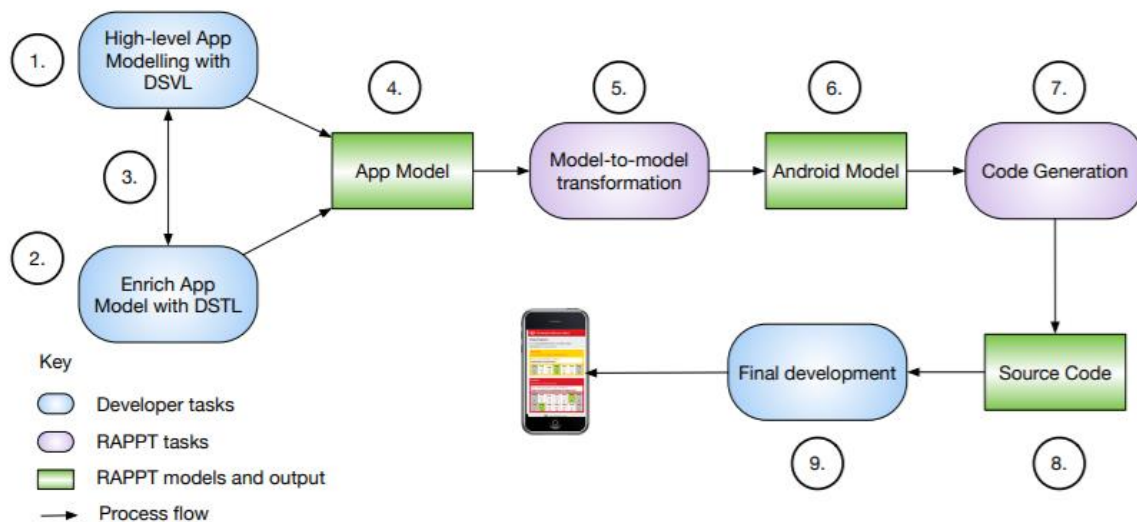 1.
High-level App
Modelling with
DSVL
2.
Enrich App
Model with DSTL
3.
4.
App Model
5.
Model-to-model
transformation
6.
Android Model
7.
Code Generation
8.
Source Code
9.
Final development
Key
Developer tasks
RAPPT tasks
RAPPT models and output
Process flow